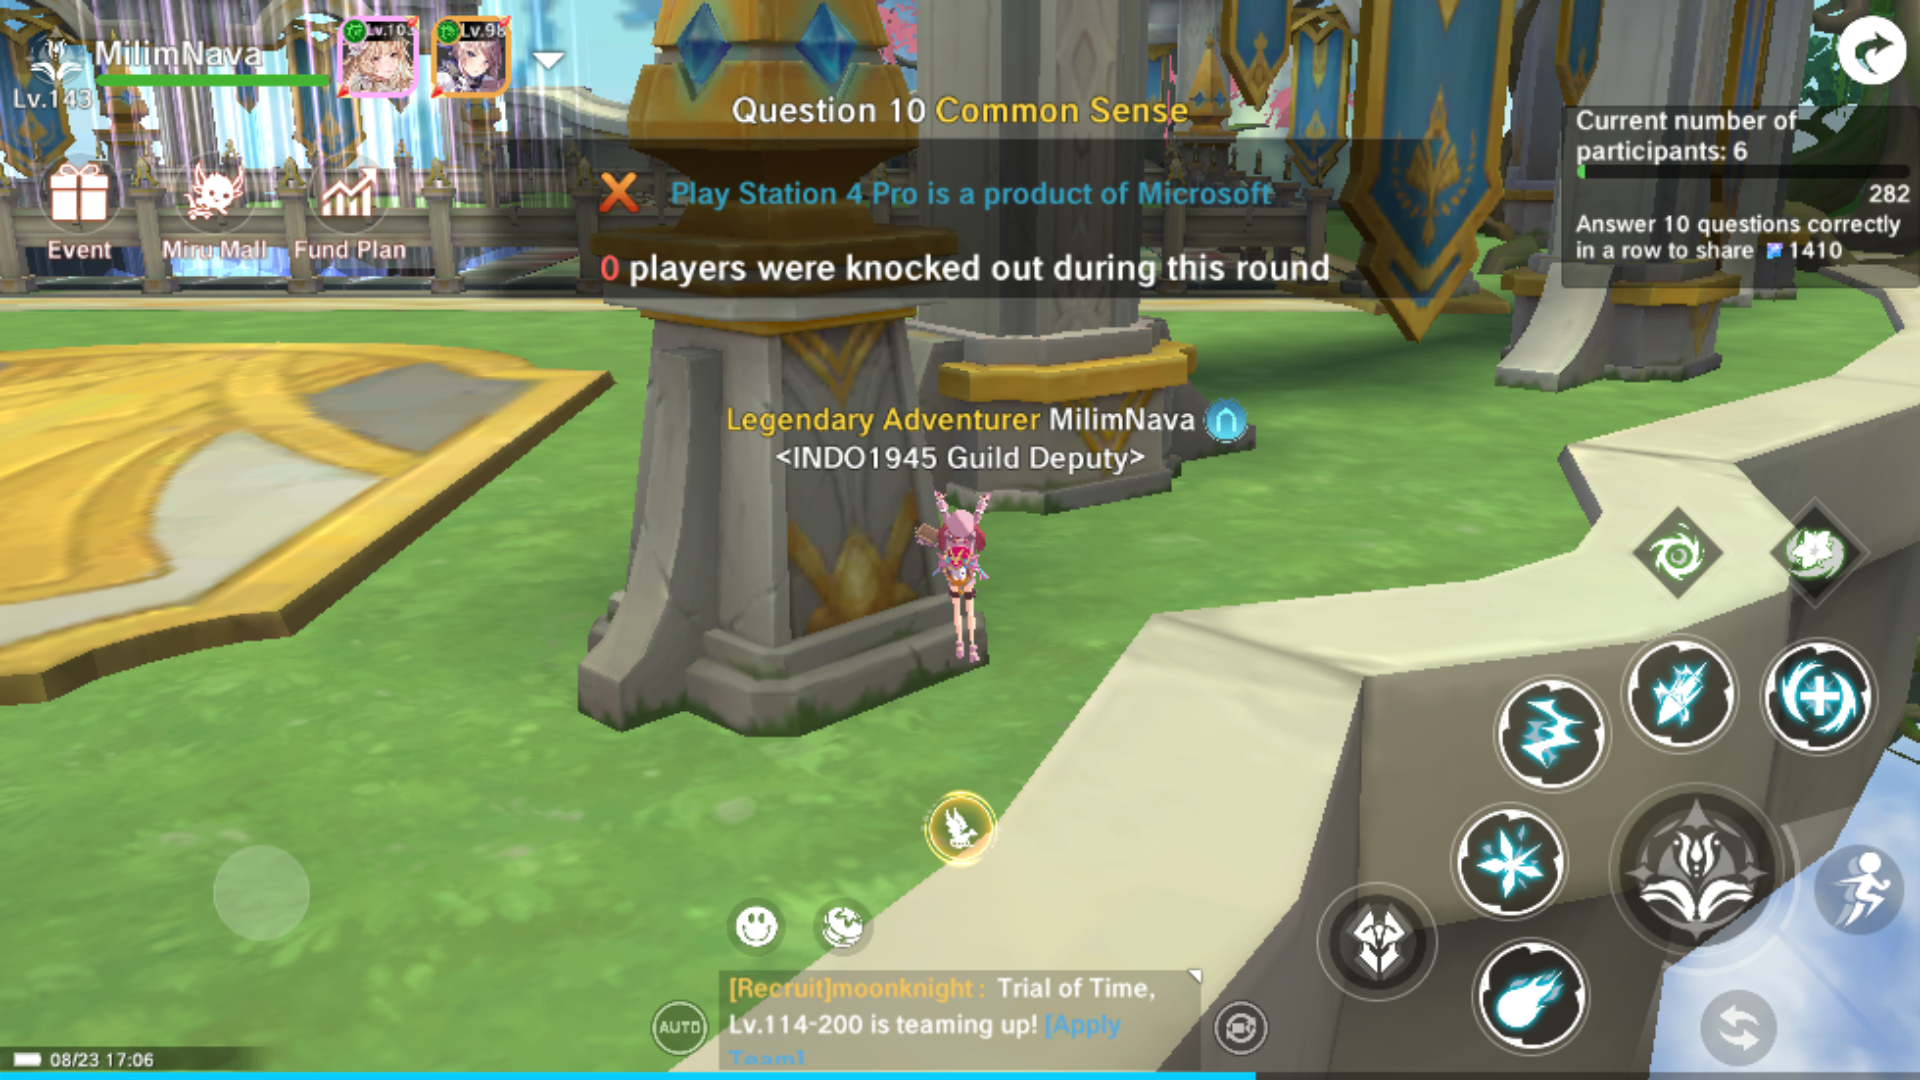 MilimNava
Lv.143
Lv.103
Lv.98
Event
Miru Mall
Fund Plan
Question 10 Common Sense
Play Station 4 Pro is a product of Microsoft
0 players were knocked out during this round
Current number of
participants: 6
282
Answer 10 questions correctly
in a row to share 1410
Legendary Adventurer MilimNava
<INDO1945 Guild Deputy>
[Recruit]moonknight : Trial of Time,
Lv.114-200 is teaming up! [Apply
Team]
AUTO
08/23 17:06